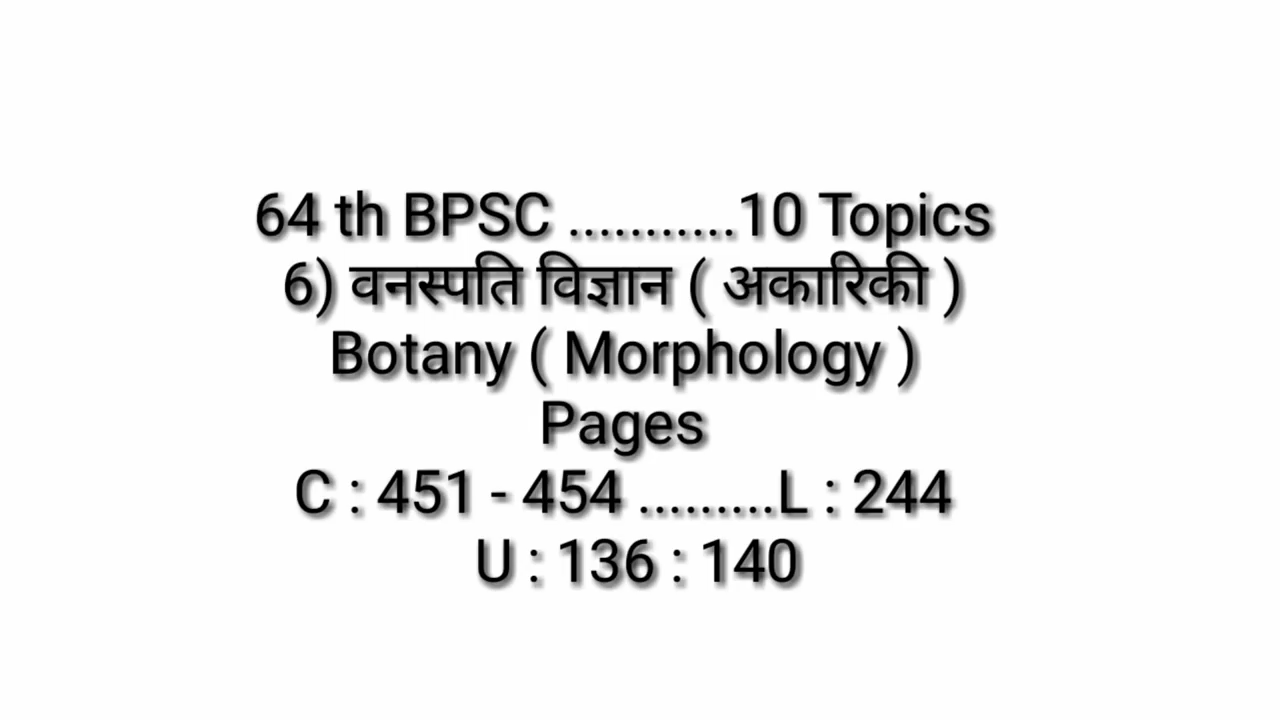 64 th BPSC ...........10 Topics
6) वनस्पति विज्ञान ( अकारिकी )
Botany ( Morphology )
Pages
C : 451 - 454 .........L : 244
U : 136 : 140